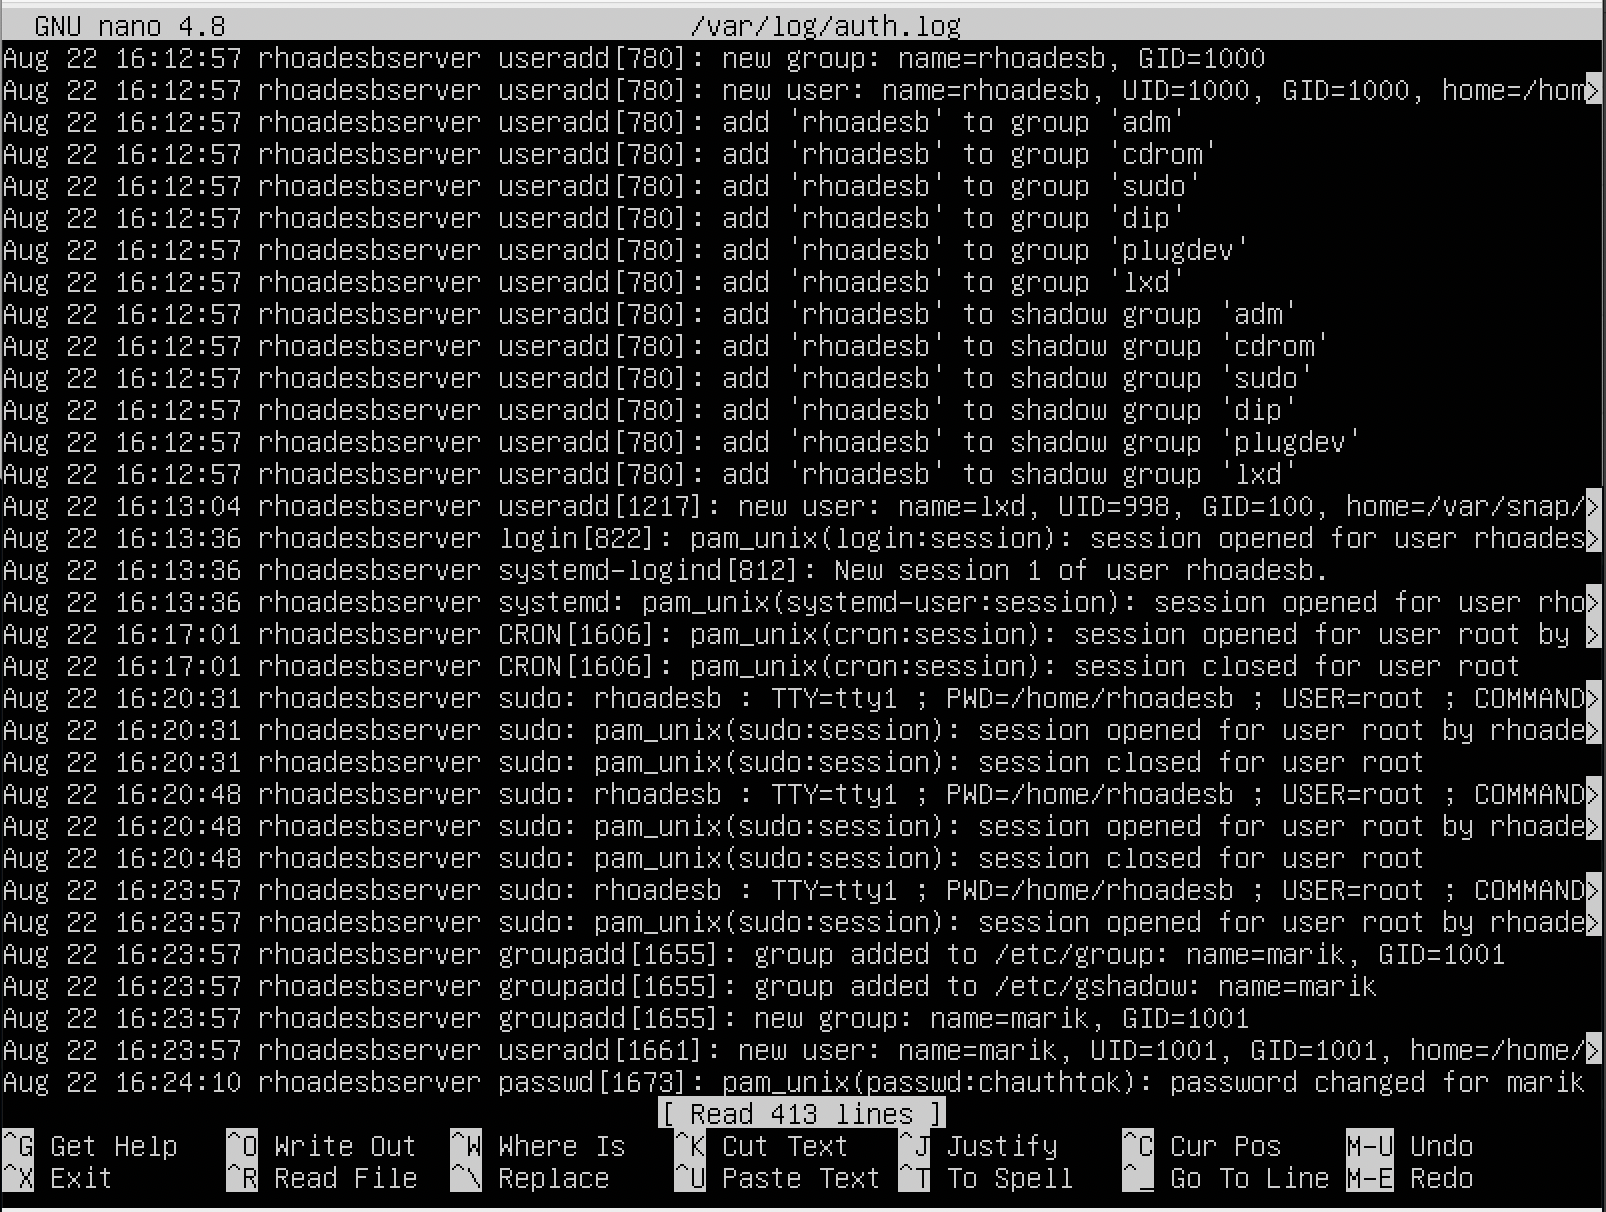 GNU nano 4.8 /var/log/auth.log
Aug 22 16:12:57 rhoadesbserver useradd[780]: new group: name=rhoadesb, GID=1000
Aug 22 16:12:57 rhoadesbserver useradd[780]: new user: name=rhoadesb, UID=1000, GID=1000, home=/hom>
Aug 22 16:12:57 rhoadesbserver useradd[780]: add 'rhoadesb' to group 'adm'
Aug 22 16:12:57 rhoadesbserver useradd[780]: add 'rhoadesb' to group 'cdrom'
Aug 22 16:12:57 rhoadesbserver useradd[780]: add 'rhoadesb' to group 'sudo'
Aug 22 16:12:57 rhoadesbserver useradd[780]: add 'rhoadesb' to group 'dip'
Aug 22 16:12:57 rhoadesbserver useradd[780]: add 'rhoadesb' to group 'plugdev'
Aug 22 16:12:57 rhoadesbserver useradd[780]: add 'rhoadesb' to group 'lxd'
Aug 22 16:12:57 rhoadesbserver useradd[780]: add 'rhoadesb' to shadow group 'adm'
Aug 22 16:12:57 rhoadesbserver useradd[780]: add 'rhoadesb' to shadow group 'cdrom'
Aug 22 16:12:57 rhoadesbserver useradd[780]: add 'rhoadesb' to shadow group 'sudo'
Aug 22 16:12:57 rhoadesbserver useradd[780]: add 'rhoadesb' to shadow group 'dip'
Aug 22 16:12:57 rhoadesbserver useradd[780]: add 'rhoadesb' to shadow group 'plugdev'
Aug 22 16:12:57 rhoadesbserver useradd[780]: add 'rhoadesb' to shadow group 'lxd'
Aug 22 16:13:04 rhoadesbserver useradd[1217]: new user: name=lxd, UID=998, GID=100, home=/var/snap/>
Aug 22 16:13:36 rhoadesbserver login[822]: pam_unix(login:session): session opened for user rhoades>
Aug 22 16:13:36 rhoadesbserver systemd-logind[812]: New session 1 of user rhoadesb.
Aug 22 16:13:36 rhoadesbserver systemd: pam_unix(systemd-user:session): session opened for user rho>
Aug 22 16:17:01 rhoadesbserver CRON[1606]: pam_unix(cron:session): session opened for user root by >
Aug 22 16:17:01 rhoadesbserver CRON[1606]: pam_unix(cron:session): session closed for user root
Aug 22 16:20:31 rhoadesbserver sudo: rhoadesb : TTY=tty1 ; PWD=/home/rhoadesb ; USER=root ; COMMAND>
Aug 22 16:20:31 rhoadesbserver sudo: pam_unix(sudo:session): session opened for user root by rhoade>
Aug 22 16:20:31 rhoadesbserver sudo: pam_unix(sudo:session): session closed for user root
Aug 22 16:20:48 rhoadesbserver sudo: rhoadesb : TTY=tty1 ; PWD=/home/rhoadesb ; USER=root ; COMMAND>
Aug 22 16:20:48 rhoadesbserver sudo: pam_unix(sudo:session): session opened for user root by rhoade>
Aug 22 16:20:48 rhoadesbserver sudo: pam_unix(sudo:session): session closed for user root
Aug 22 16:23:57 rhoadesbserver sudo: rhoadesb : TTY=tty1 ; PWD=/home/rhoadesb ; USER=root ; COMMAND>
Aug 22 16:23:57 rhoadesbserver sudo: pam_unix(sudo:session): session opened for user root by rhoade>
Aug 22 16:23:57 rhoadesbserver groupadd[1655]: group added to /etc/group: name=marik, GID=1001
Aug 22 16:23:57 rhoadesbserver groupadd[1655]: group added to /etc/gshadow: name=marik
Aug 22 16:23:57 rhoadesbserver groupadd[1655]: new group: name=marik, GID=1001
Aug 22 16:23:57 rhoadesbserver useradd[1661]: new user: name=marik, UID=1001, GID=1001, home=/home/>
Aug 22 16:24:10 rhoadesbserver passwd[1673]: pam_unix(passwd:chauthtok): password changed for marik
[ Read 413 lines ]
^G Get Help ^O Write Out ^W Where Is ^K Cut Text ^J Justify ^C Cur Pos M-U Undo
^X Exit ^R Read File ^\ Replace ^U Paste Text ^T To Spell ^_ Go To Line M-E Redo